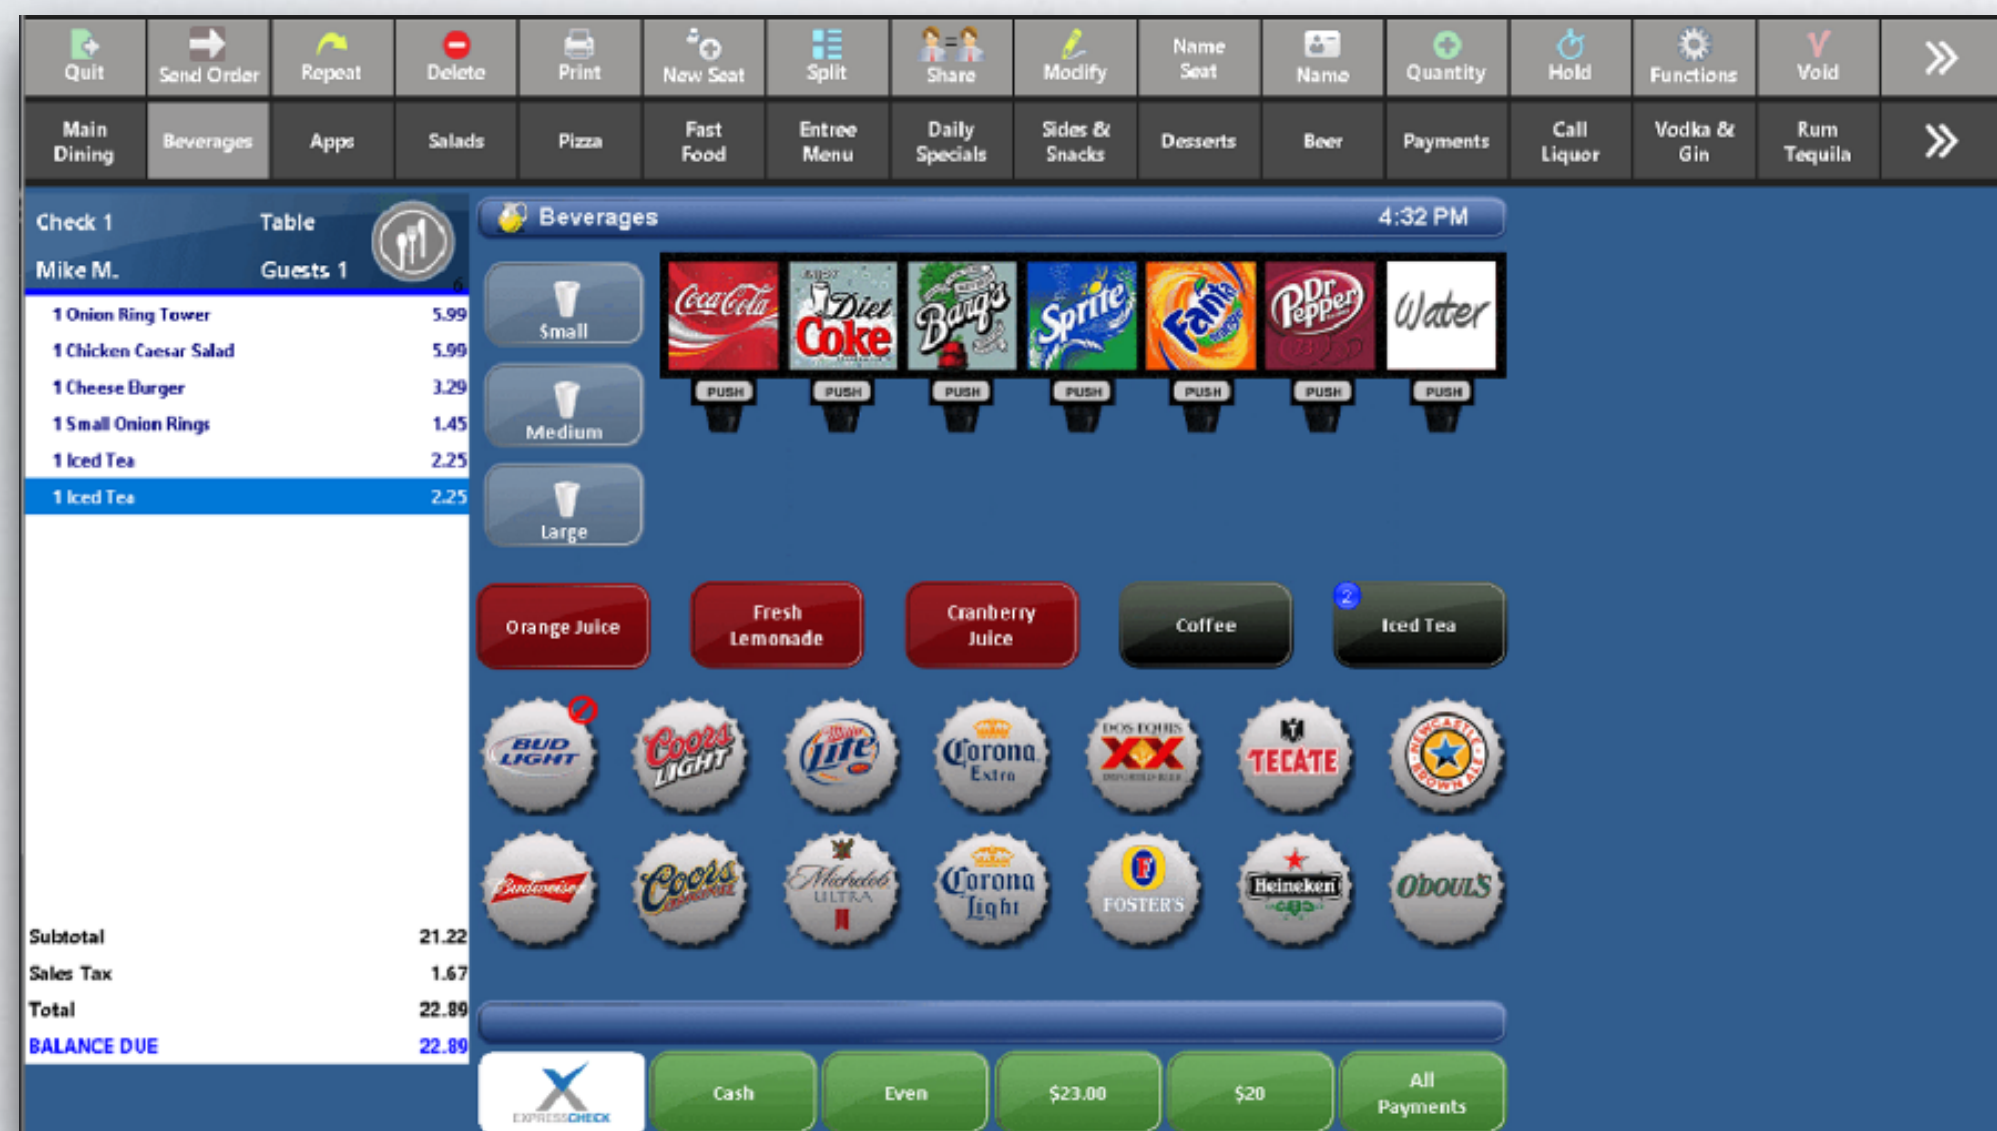 Quit
Send Order
Repeat
Delete
Print
New Seat
Split
Share
Modify
Name
Seat
Name
Quantity
Hold
Functions
Void
Main
Dining
Beverages
Apps
Salads
Pizza
Fast
Food
Entree
Menu
Daily
Specials
Sides &
Snacks
Desserts
Beer
Payments
Call
Liquor
Vodka &
Gin
Rum
Tequila
Check 1 Table
Mike M. Guests 1
6
1 Onion Ring Tower 5.99
1 Chicken Caesar Salad 5.99
1 Cheese Burger 3.29
1 Small Onion Rings 1.45
1 Iced Tea 2.25
1 Iced Tea 2.25
Subtotal 21.22
Sales Tax 1.67
Total 22.89
BALANCE DUE 22.89
Beverages 4:32 PM
Small
Medium
Large
Coca-Cola
Diet
Coke
Barq's
Sprite
Fanta
orange
Dr
Pepper
23
Water
PUSH PUSH PUSH PUSH PUSH PUSH PUSH
Orange Juice
Fresh
Lemonade
Cranberry
Juice
Coffee
2
Iced Tea
BUD
LIGHT
Coors
LIGHT
Miller
Lite
Corona
Extra
DOS EQUIS
XX
TECATE
NEWCASTLE
BROWN ALE
Budweiser
Coors
Michelob
ULTRA
Corona
Light
F
FOSTER'S
Heineken
O'DOUL'S
EXPRESSCHECK
Cash
Even
$23.00
$20
All
Payments